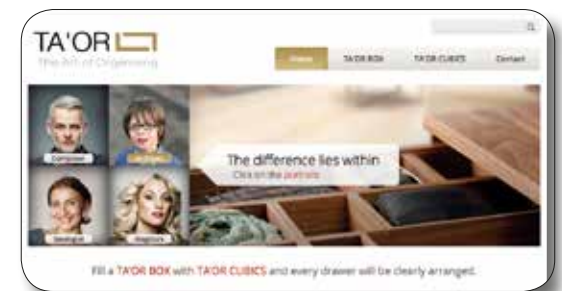 TA'OR
The Art of Organising
Home TA'OR BOX TA'OR CUBICS Contact
The difference lies within
Click on the portraits
Fill a TA'OR BOX with TA'OR CUBICS and every drawer will be clearly arranged.